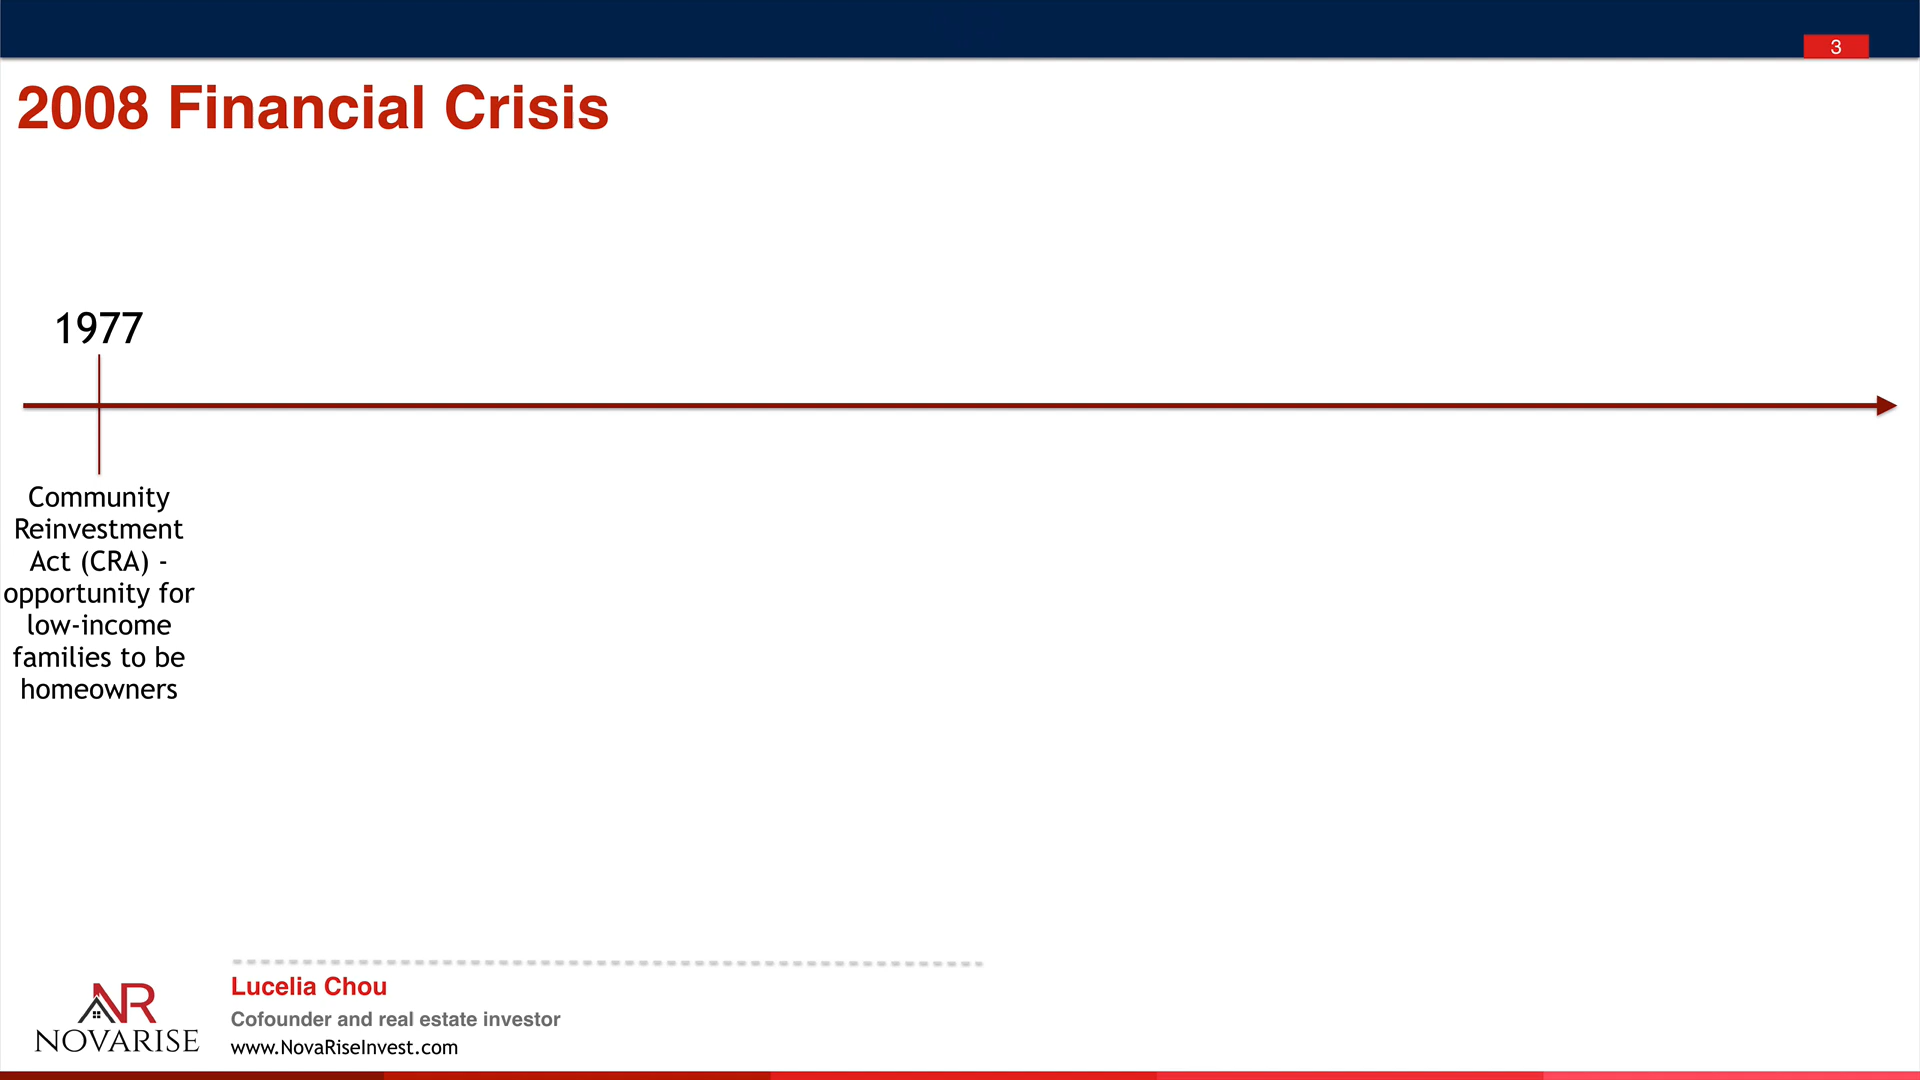 3
2008 Financial Crisis
1977
Community
Reinvestment
Act (CRA) -
opportunity for
low-income
families to be
homeowners
NR
NOVARISE
Lucelia Chou
Cofounder and real estate investor
www.NovaRiseInvest.com